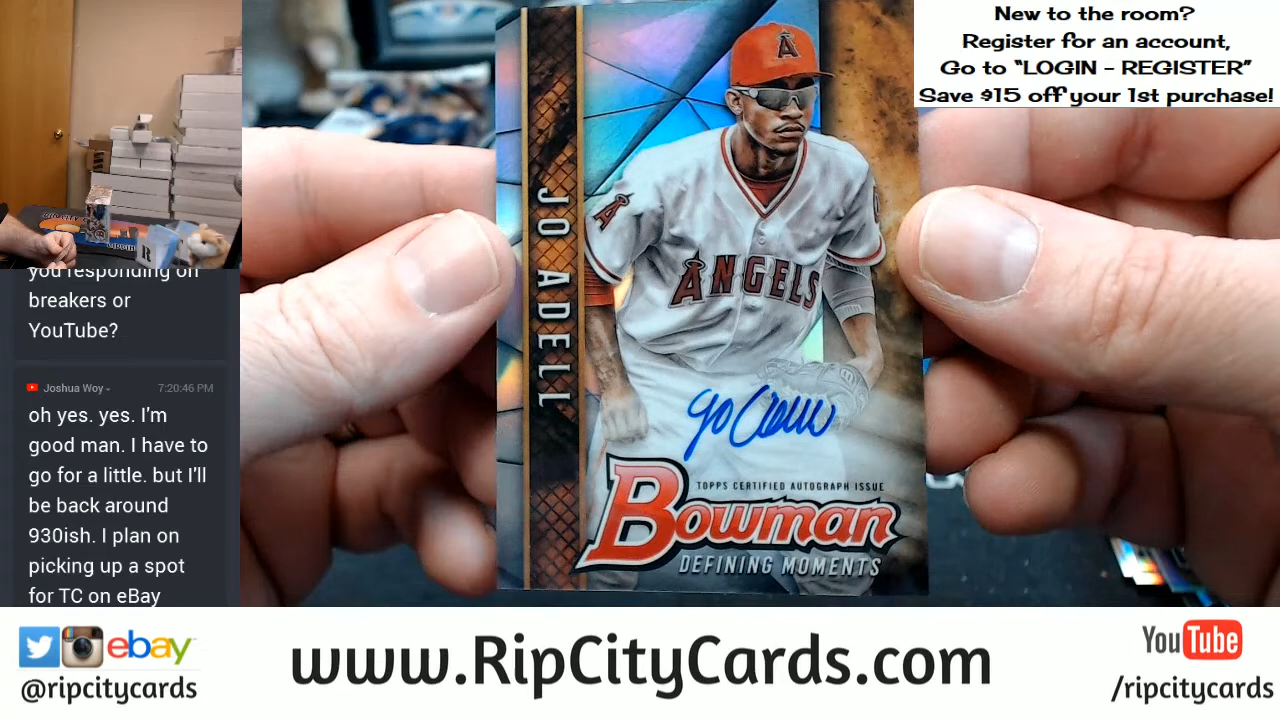 New to the room?
Register for an account,
Go to “LOGIN – REGISTER”
Save $15 off your 1st purchase!
you responding on
breakers or
YouTube?
Joshua Woy
7:20:46 PM
oh yes. yes. I'm
good man. I have to
go for a little. but I'll
be back around
930ish. I plan on
picking up a spot
for TC on eBay
JO ADELL
A
A
ANGELS
TOPPS CERTIFIED AUTOGRAPH ISSUE
Bowman
DEFINING MOMENTS
ebay
@ripcitycards
www.RipCityCards.com
YouTube
/ripcitycards